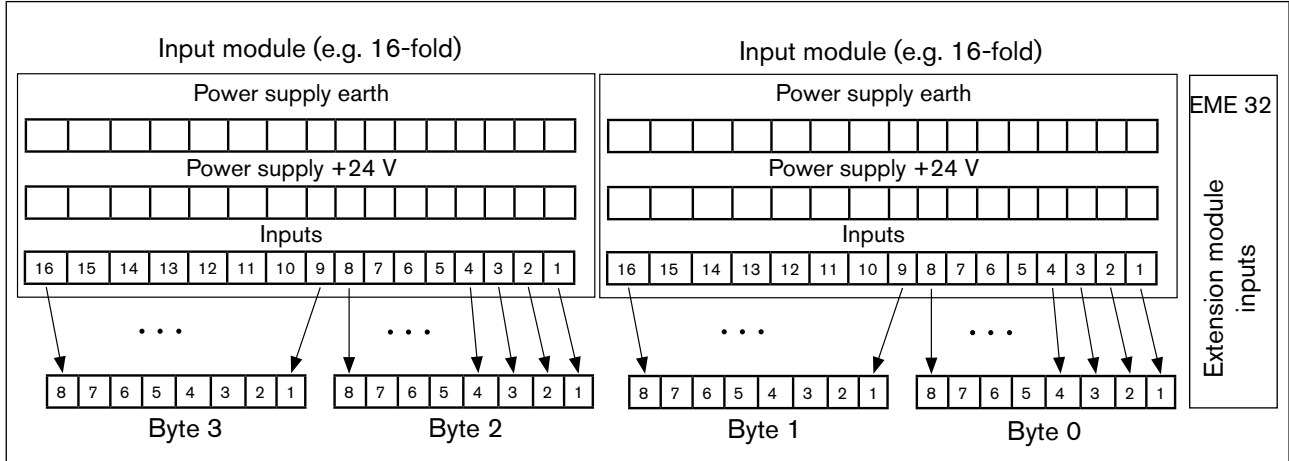 Input module (e.g. 16-fold) Input module (e.g. 16-fold)
Power supply earth Power supply earth
EME 32
Power supply +24 V Power supply +24 V
Inputs Inputs
16 15 14 13 12 11 10 9 8 7 6 5 4 3 2 1 16 15 14 13 12 11 10 9 8 7 6 5 4 3 2 1
Extension module
inputs
. . . . . . . . . . . .
8 7 6 5 4 3 2 1 8 7 6 5 4 3 2 1 8 7 6 5 4 3 2 1 8 7 6 5 4 3 2 1
Byte 3 Byte 2 Byte 1 Byte 0